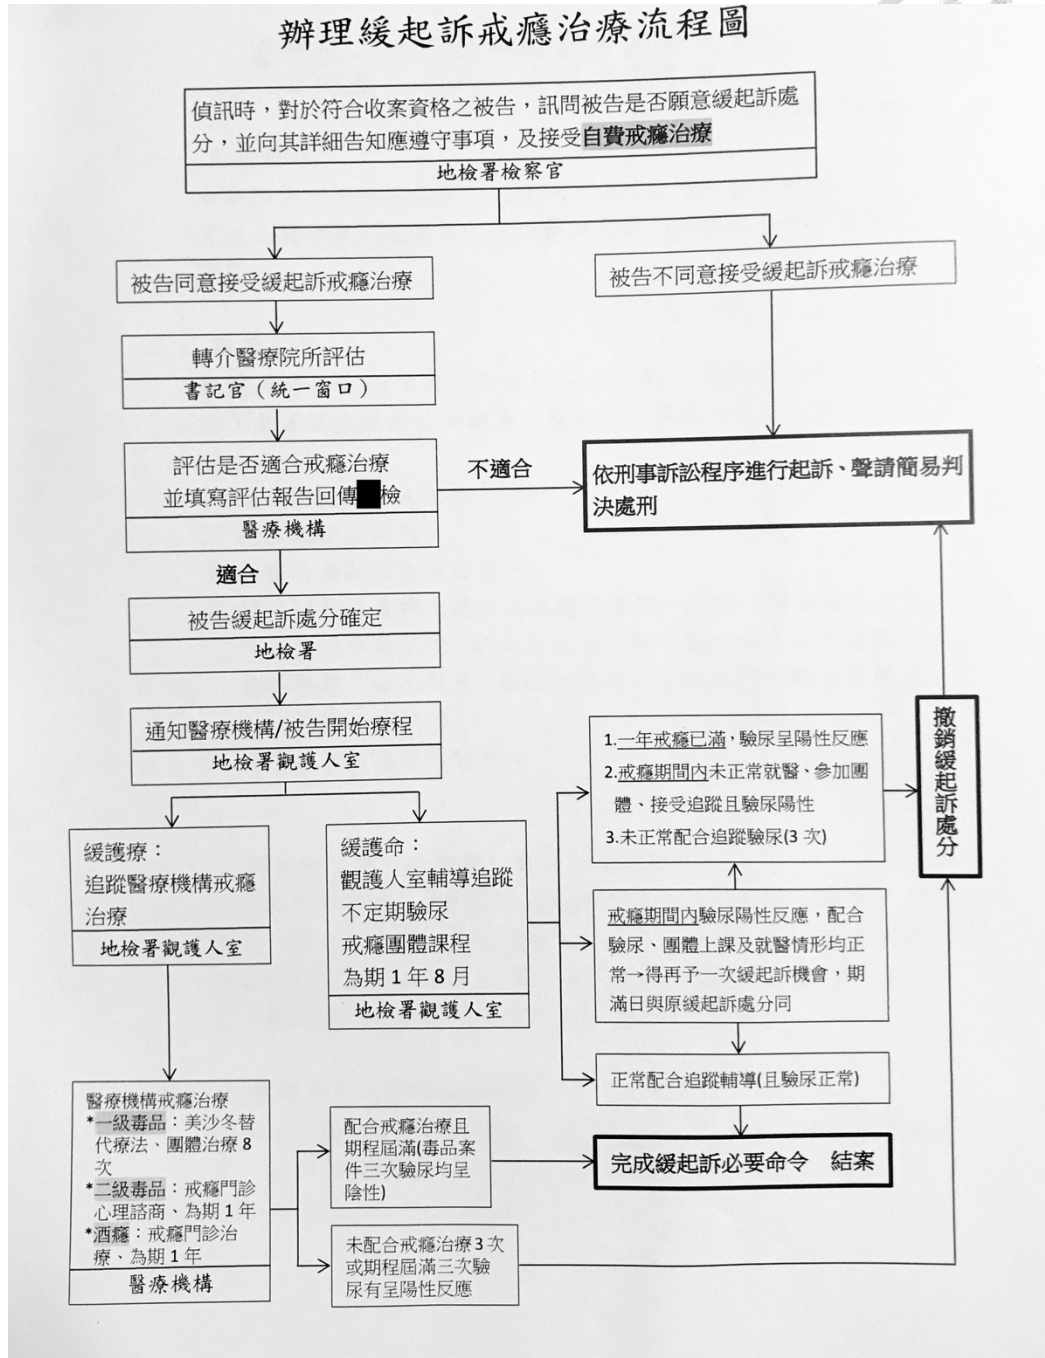 辦理緩起訴戒癮治療流程圖
偵訊時，對於符合收案資格之被告，訊問被告是否願意緩起訴處
分，並向其詳細告知應遵守事項，及接受自費戒癮治療
地檢署檢察官
被告同意接受緩起訴戒癮治療
被告不同意接受緩起訴戒癮治療
轉介醫療院所評估
書記官（統一窗口）
評估是否適合戒癮治療
並填寫評估報告回傳 檢
醫療機構
不適合
依刑事訴訟程序進行起訴、聲請簡易判
決處刑
適合
被告緩起訴處分確定
地檢署
通知醫療機構/被告開始療程
地檢署觀護人室
緩護療：
追蹤醫療機構戒癮
治療
地檢署觀護人室
緩護命：
觀護人室輔導追蹤
不定期驗尿
戒癮團體課程
為期 1 年 8 月
地檢署觀護人室
1.一年戒癮已滿，驗尿呈陽性反應
2.戒癮期間內未正常就醫、參加團
體、接受追蹤且驗尿陽性
3.未正常配合追蹤驗尿(3 次)
撤銷緩起訴處分
戒癮期間內驗尿陽性反應，配合
驗尿、團體上課及就醫情形均正
常→得再予一次緩起訴機會，期
滿日與原緩起訴處分同
正常配合追蹤輔導(且驗尿正常)
完成緩起訴必要命令　結案
醫療機構戒癮治療
*一級毒品：美沙冬替
代療法、團體治療 8
次
*二級毒品：戒癮門診
心理諮商、為期 1 年
*酒癮：戒癮門診治
療、為期 1 年
醫療機構
配合戒癮治療且
期程屆滿(毒品案
件三次驗尿均呈
陰性)
未配合戒癮治療 3 次
或期程屆滿三次驗
尿有呈陽性反應